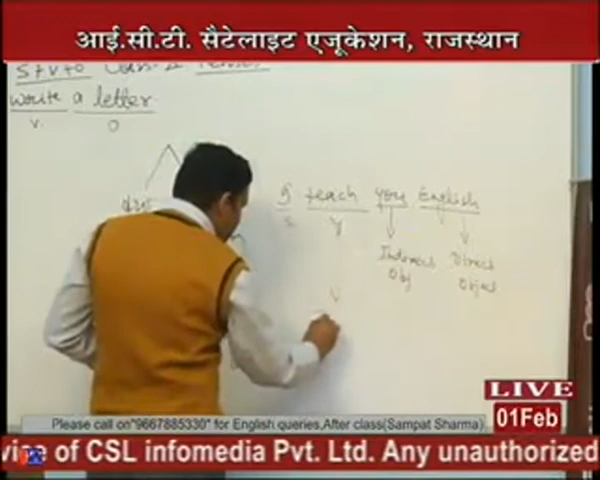 आई.सी.टी. सैटेलाइट एजूकेशन, राजस्थान
S+V+O
write a letter
V O
I teach you English
S V
Indirect Direct
Obj Object
V
LIVE
01Feb
Please call on"9667885330" for English queries,After class(Sampat Sharma)
vice of CSL infomedia Pvt. Ltd. Any unauthorized